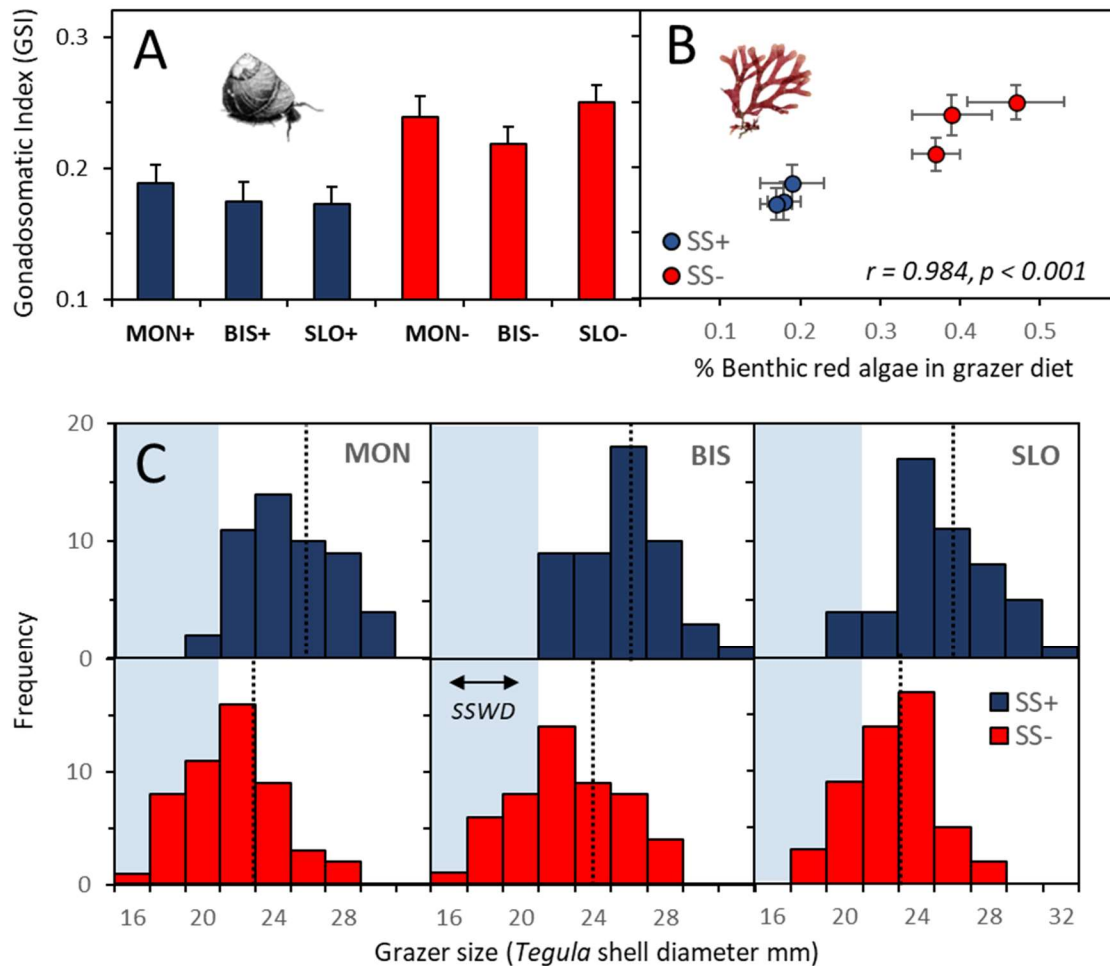 A
B
0.3
0.2
0.1
Gonadosomatic Index (GSI)
MON+ BIS+ SLO+ MON- BIS- SLO-
SS+
SS-
r = 0.984, p < 0.001
0.1 0.2 0.3 0.4 0.5
% Benthic red algae in grazer diet
C
MON
BIS
SLO
20
10
0
10
0
Frequency
SSWD
SS+
SS-
16 20 24 28 16 20 24 28 16 20 24 28 32
Grazer size (Tegula shell diameter mm)